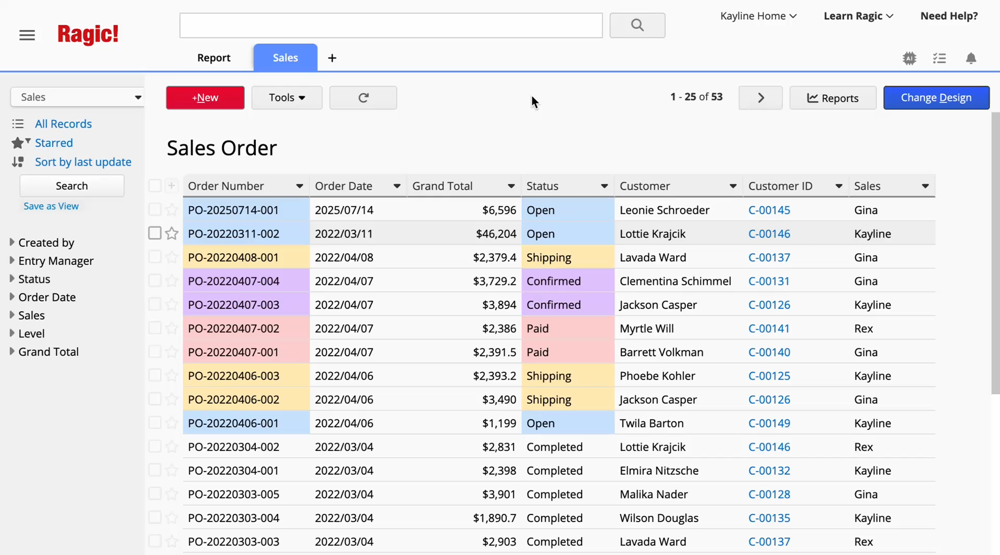 Ragic!
Kayline Home
Learn Ragic
Need Help?
Report
Sales
+
AI
Sales
+New
Tools
1 - 25 of 53
Reports
Change Design
All Records
Starred
Sort by last update
Search
Save as View
Created by
Entry Manager
Status
Order Date
Sales
Level
Grand Total
Sales Order
Order Number Order Date Grand Total Status Customer Customer ID Sales
PO-20250714-001 2025/07/14 $6,596 Open Leonie Schroeder C-00145 Gina
PO-20220311-002 2022/03/11 $46,204 Open Lottie Krajcik C-00146 Kayline
PO-20220408-001 2022/04/08 $2,379.4 Shipping Lavada Ward C-00137 Gina
PO-20220407-004 2022/04/07 $3,729.2 Confirmed Clementina Schimmel C-00131 Gina
PO-20220407-003 2022/04/07 $3,894 Confirmed Jackson Casper C-00126 Kayline
PO-20220407-002 2022/04/07 $2,386 Paid Myrtle Will C-00141 Rex
PO-20220407-001 2022/04/07 $2,391.5 Paid Barrett Volkman C-00140 Gina
PO-20220406-003 2022/04/06 $2,393.2 Shipping Phoebe Kohler C-00125 Kayline
PO-20220406-002 2022/04/06 $3,490 Shipping Jackson Casper C-00126 Gina
PO-20220406-001 2022/04/06 $1,199 Open Twila Barton C-00149 Kayline
PO-20220304-002 2022/03/04 $2,831 Completed Lottie Krajcik C-00146 Rex
PO-20220304-001 2022/03/04 $2,398 Completed Elmira Nitzsche C-00132 Kayline
PO-20220303-005 2022/03/04 $3,901 Completed Malika Nader C-00128 Gina
PO-20220303-004 2022/03/04 $1,890.7 Completed Wilson Douglas C-00135 Kayline
PO-20220303-003 2022/03/04 $2,903 Completed Lavada Ward C-00137 Rex